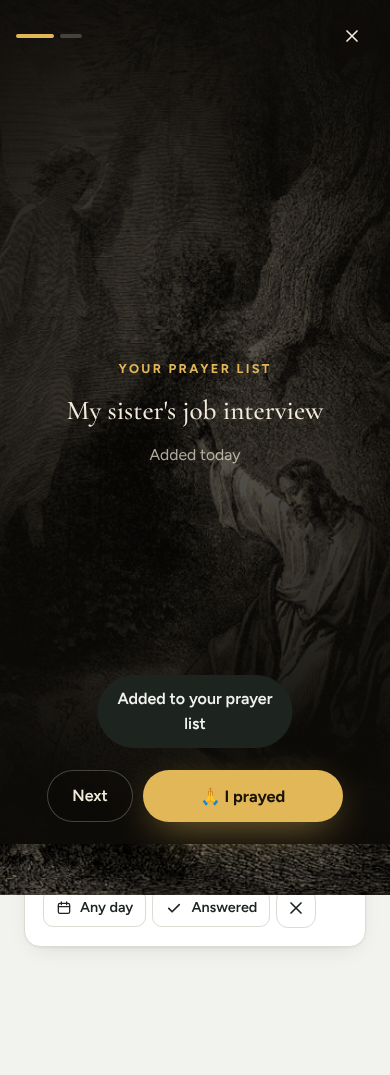 YOUR PRAYER LIST
My sister's job interview
Added today
Added to your prayer
list
Next
🙏 I prayed
Any day
Answered